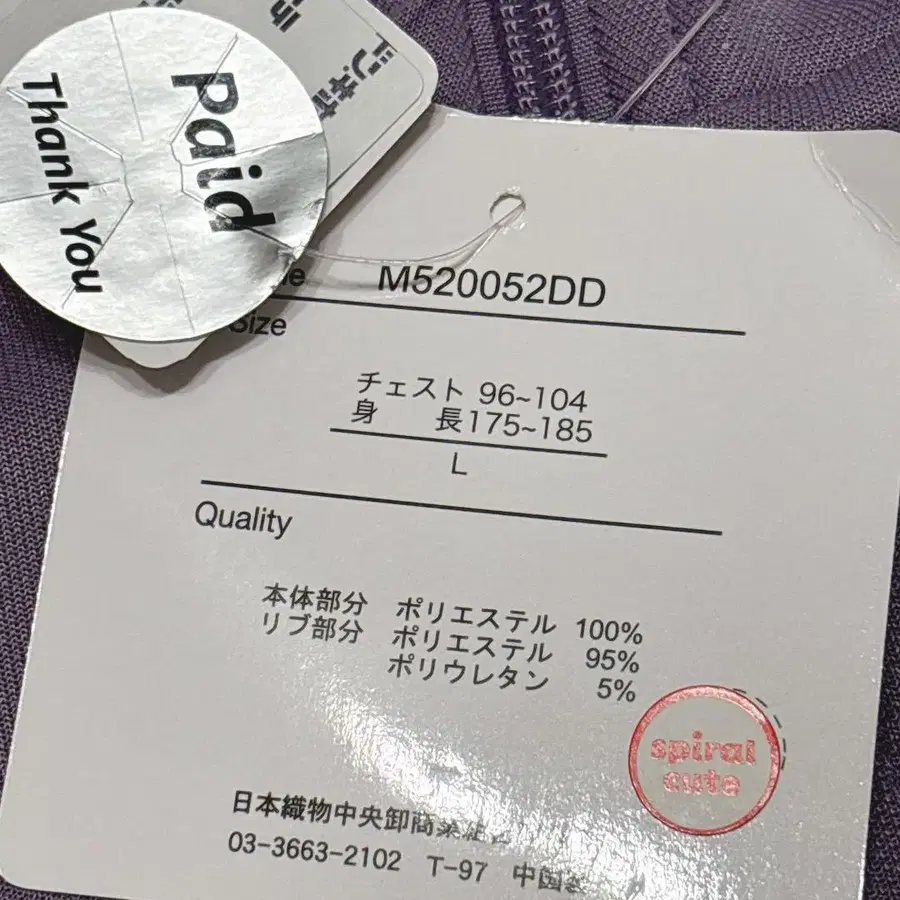 Paid
Thank You
M520052DD
Size
チェスト 96~104
身 長175~185
L
Quality
本体部分 ポリエステル 100%
リブ部分 ポリエステル 95%
ポリウレタン 5%
spiral
cute
日本織物中央卸商業組合
03-3663-2102 T-97 中国